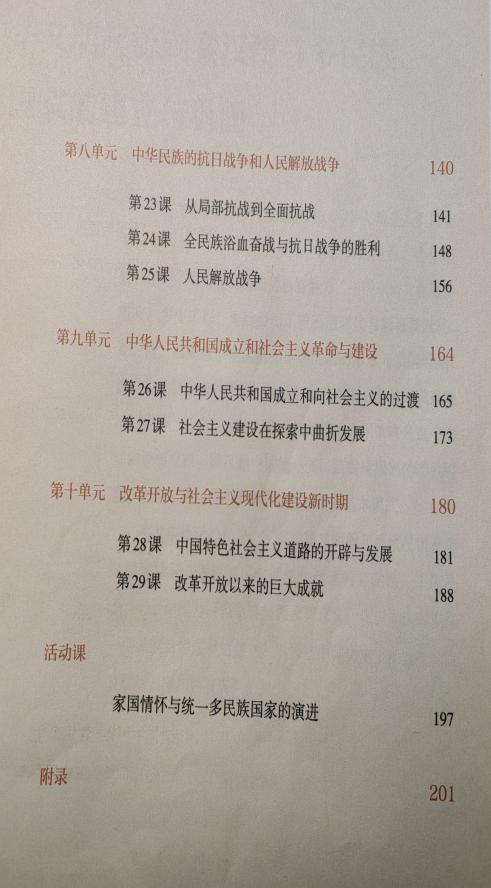 第八单元 中华民族的抗日战争和人民解放战争 140
第23课 从局部抗战到全面抗战 141
第24课 全民族浴血奋战与抗日战争的胜利 148
第25课 人民解放战争 156
第九单元 中华人民共和国成立和社会主义革命与建设 164
第26课 中华人民共和国成立和向社会主义的过渡 165
第27课 社会主义建设在探索中曲折发展 173
第十单元 改革开放与社会主义现代化建设新时期 180
第28课 中国特色社会主义道路的开辟与发展 181
第29课 改革开放以来的巨大成就 188
活动课
家国情怀与统一多民族国家的演进 197
附录 201